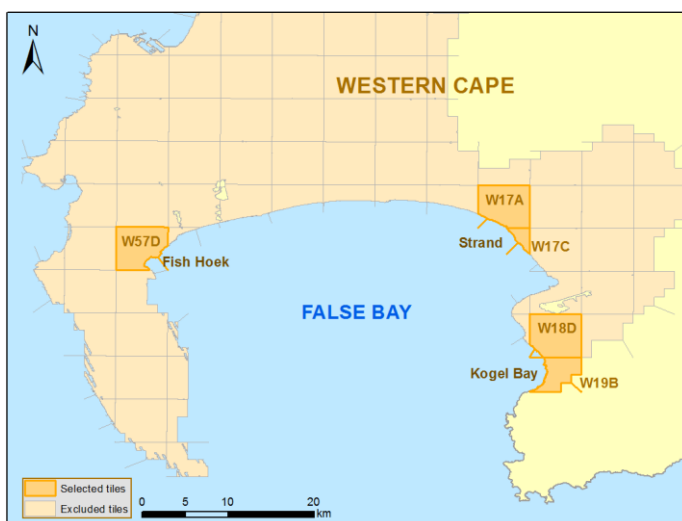 N
WESTERN CAPE
W17A
W57D
Strand
W17C
Fish Hoek
FALSE BAY
W18D
Kogel Bay
W19B
Selected tiles
Excluded tiles
0 5 10 20
km